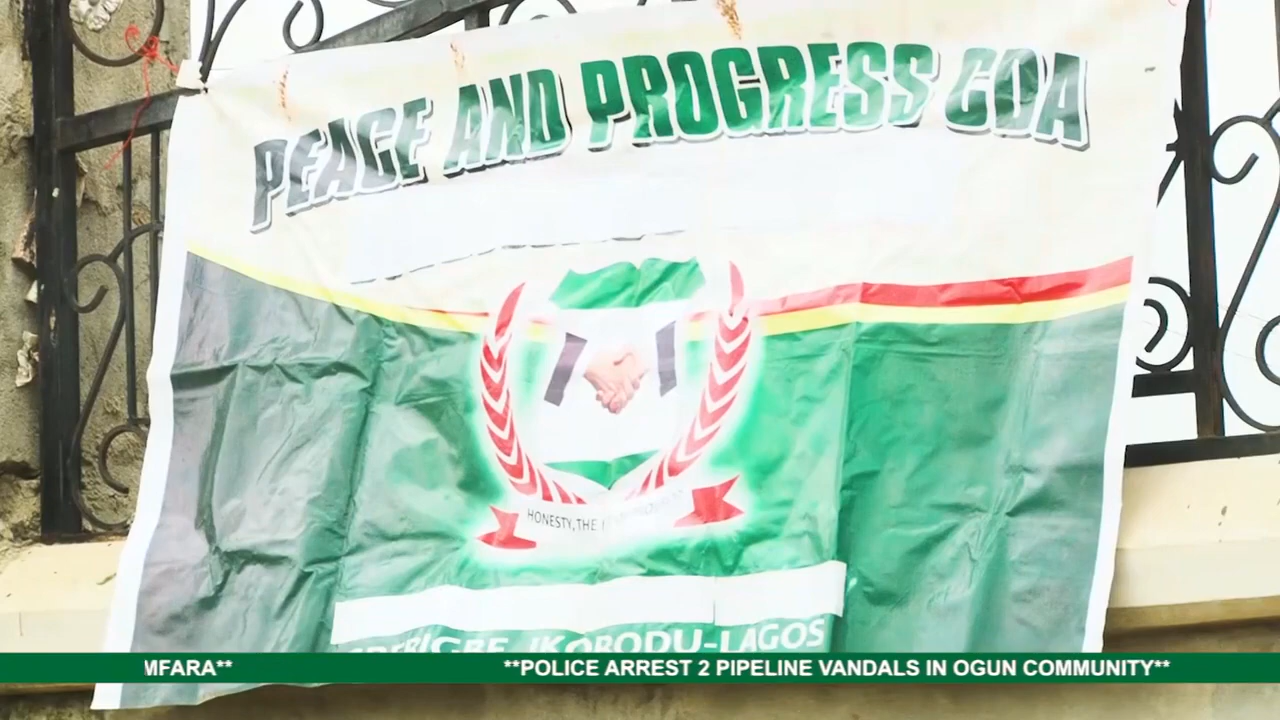 PEACE AND PROGRESS CDA
HONESTY, THE
IKORODU-LAGOS
MFARA** **POLICE ARREST 2 PIPELINE VANDALS IN OGUN COMMUNITY**